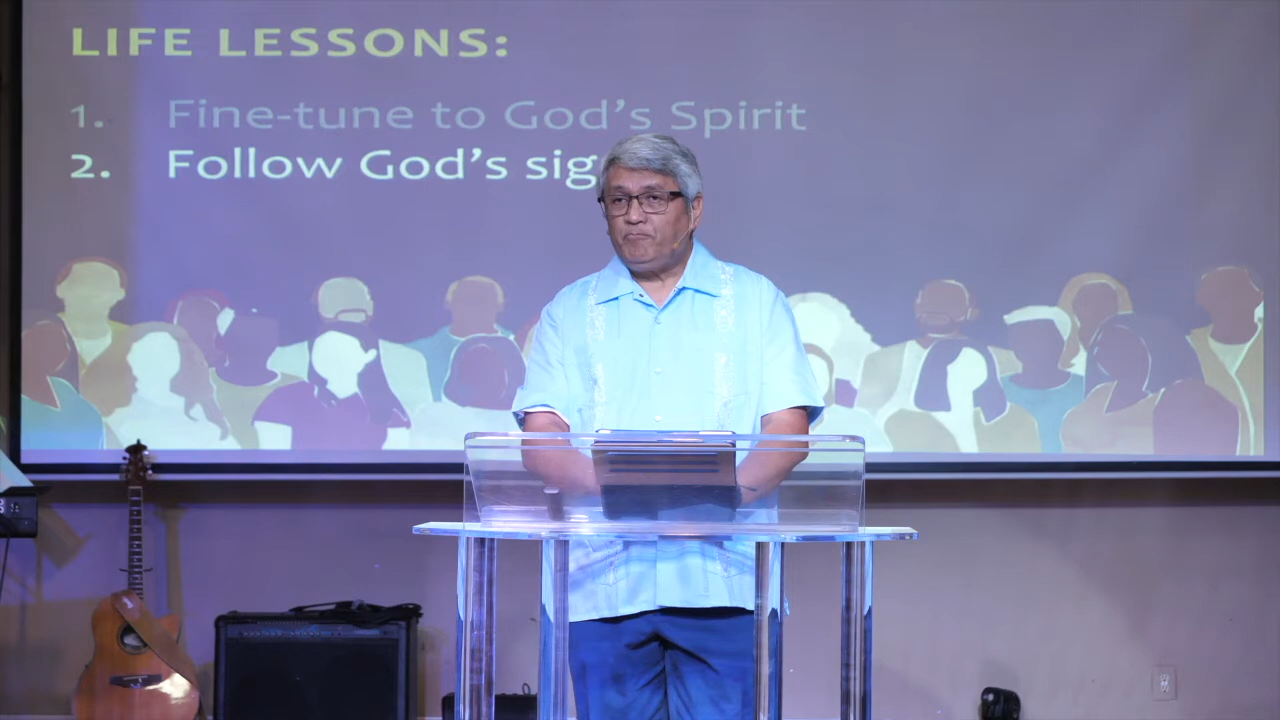 LIFE LESSONS:
1. Fine-tune to God’s Spirit
2. Follow God’s